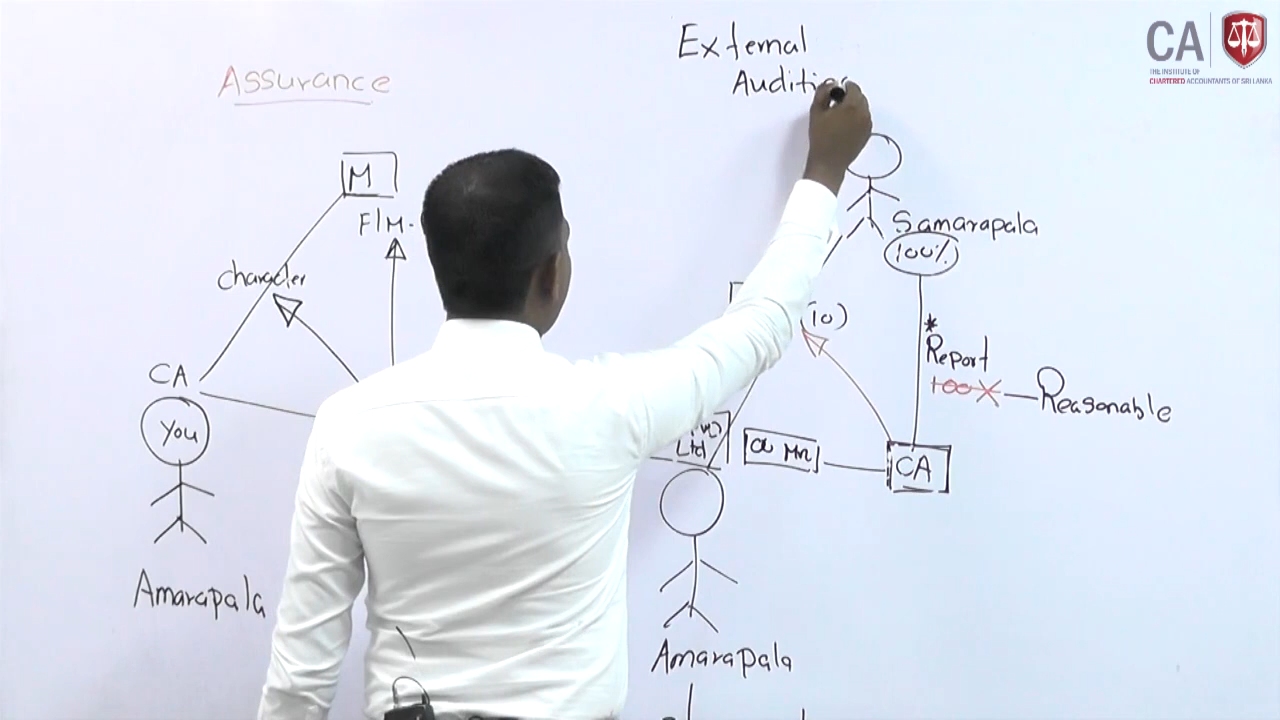 External
Auditi
Assurance
M
F/M.
character
CA
You
Amarapala
Samarapala
100%
(10)
*
Report
100%
Reasonable
Ltd
CA
Amarapala
CA
THE INSTITUTE OF
CHARTERED ACCOUNTANTS OF SRI LANKA